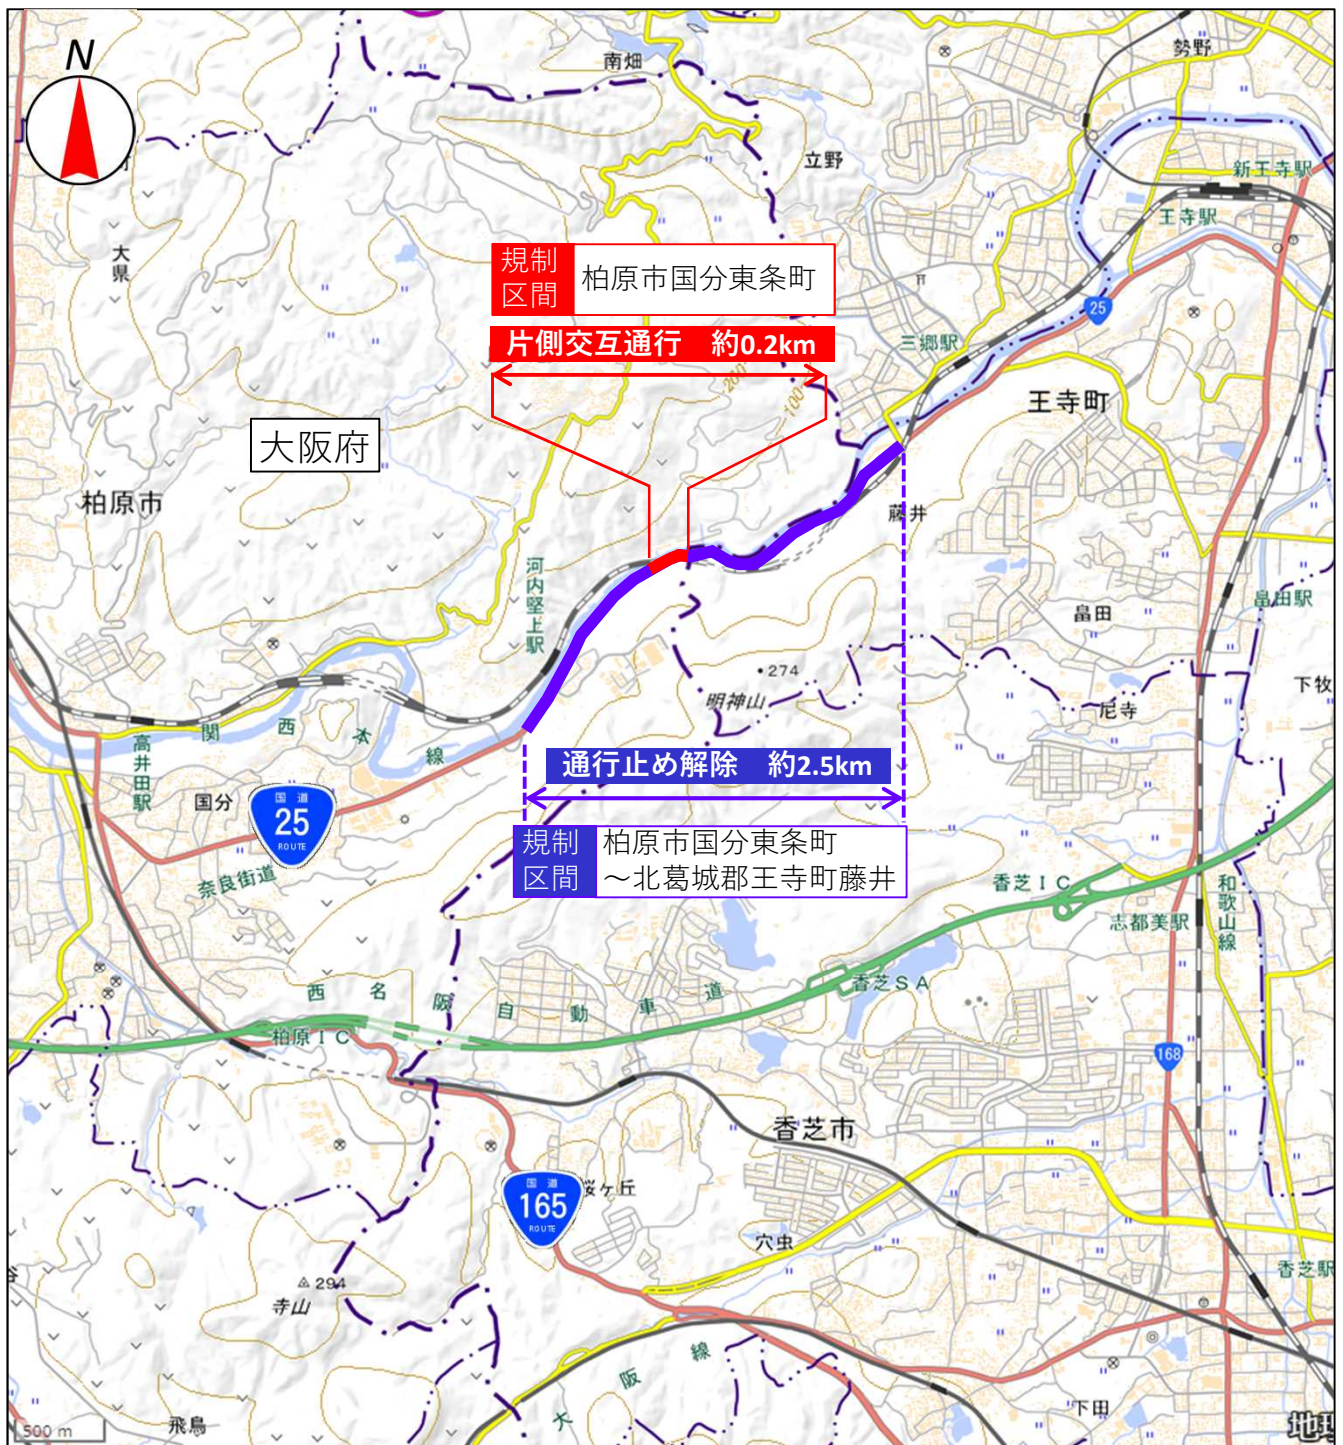 N
南畑
勢野
立野
新王寺駅
王寺駅
大県
規制
区間
柏原市国分東条町
片側交互通行 約0.2km
25
三郷駅
200
100
王寺町
大阪府
柏原市
藤井
河内堅上駅
畠田駅
畠田
・274
明神山
下牧
尼寺
関西本線
高井田駅
通行止め解除 約2.5km
国分
国道
25
ROUTE
規制
区間
柏原市国分東条町
～北葛城郡王寺町藤井
奈良街道
香芝IC
和歌山線
志都美駅
香芝SA
西名阪自動車道
柏原IC
168
香芝市
国道
165
ROUTE
桜ヶ丘
穴虫
香芝駅
294
寺山
大阪線
下田
飛鳥
500 m